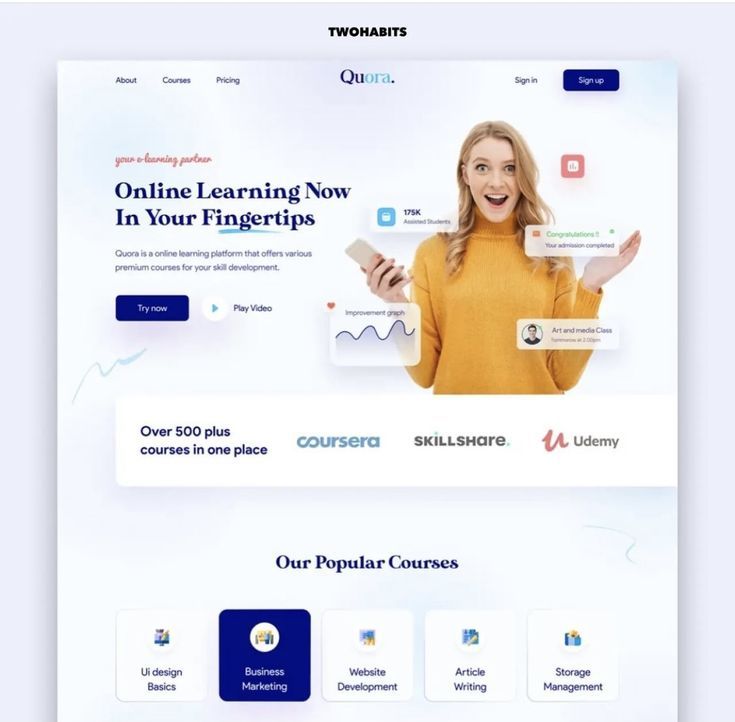 TWOHABITS
About
Courses
Pricing
Quora.
Sign in
Sign up
your e-learning partner
Online Learning Now
In Your Fingertips
Quora is a online learning platform that offers various
premium courses for your skill development.
Try now
Play Video
175K
Assisted Students
Congratulations !!
Your admission completed
Improvement graph
Art and media Class
Tommorow at 2.00pm
Over 500 plus
courses in one place
coursera
SKILLSHARE.
Udemy
Our Popular Courses
Ui design
Basics
Business
Marketing
Website
Development
Article
Writing
Storage
Management